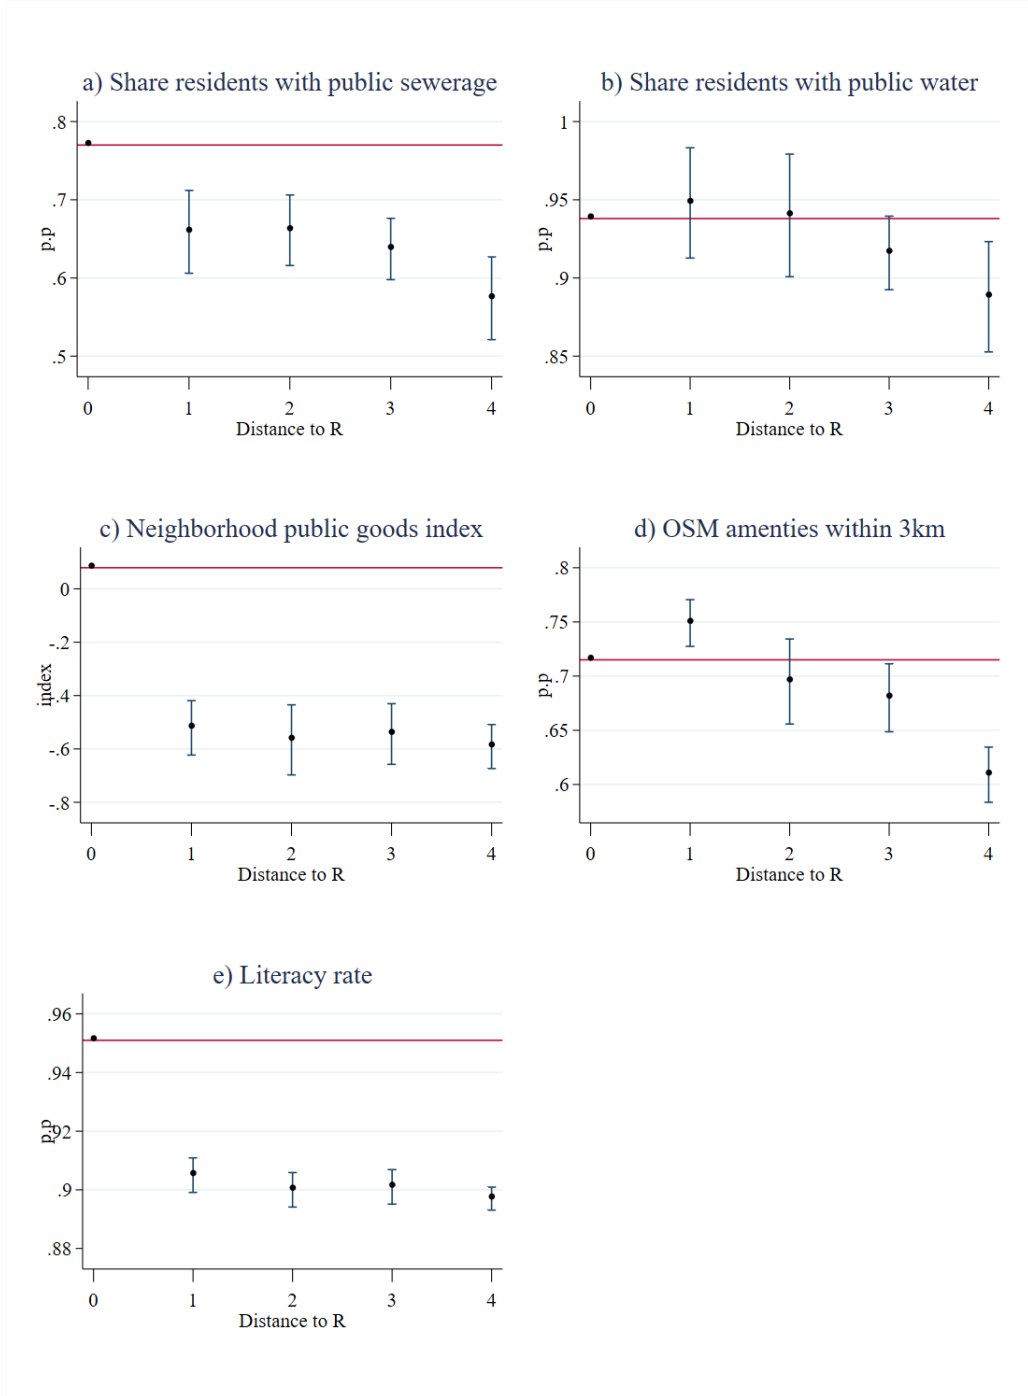 a) Share residents with public sewerage
.8
.7
.6
.5
p.p
0 1 2 3 4
Distance to R
b) Share residents with public water
1
.95
.9
.85
p.p
0 1 2 3 4
Distance to R
c) Neighborhood public goods index
0
-.2
-.4
-.6
-.8
index
0 1 2 3 4
Distance to R
d) OSM amenties within 3km
.8
.75
.7
.65
.6
p.p
0 1 2 3 4
Distance to R
e) Literacy rate
.96
.94
.92
.9
.88
p.p
0 1 2 3 4
Distance to R